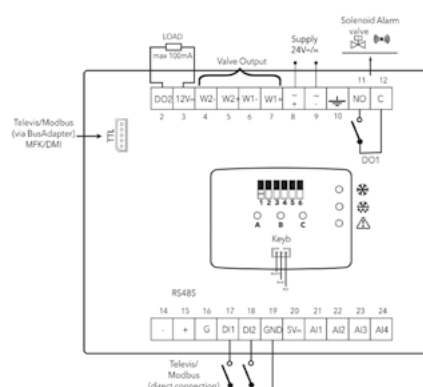 LOAD
max 100mA
Valve Output
Supply
24V~/=
Solenoid Alarm
valve
11 12
DO2 12V= W2- W2+ W1- W1+ ~ + ~ - NO C
2 3 4 5 6 7 8 9 10
DO1
Televis/Modbus
(via BusAdapter)
MFK/DMI
TTL
1 2 3 4 5 6
A B C
Keyb
RS485
14 15 16 17 18 19 20 21 22 23 24
- + G DI1 DI2 GND 5V= AI1 AI2 AI3 AI4
Televis/
Modbus
(direct connection)